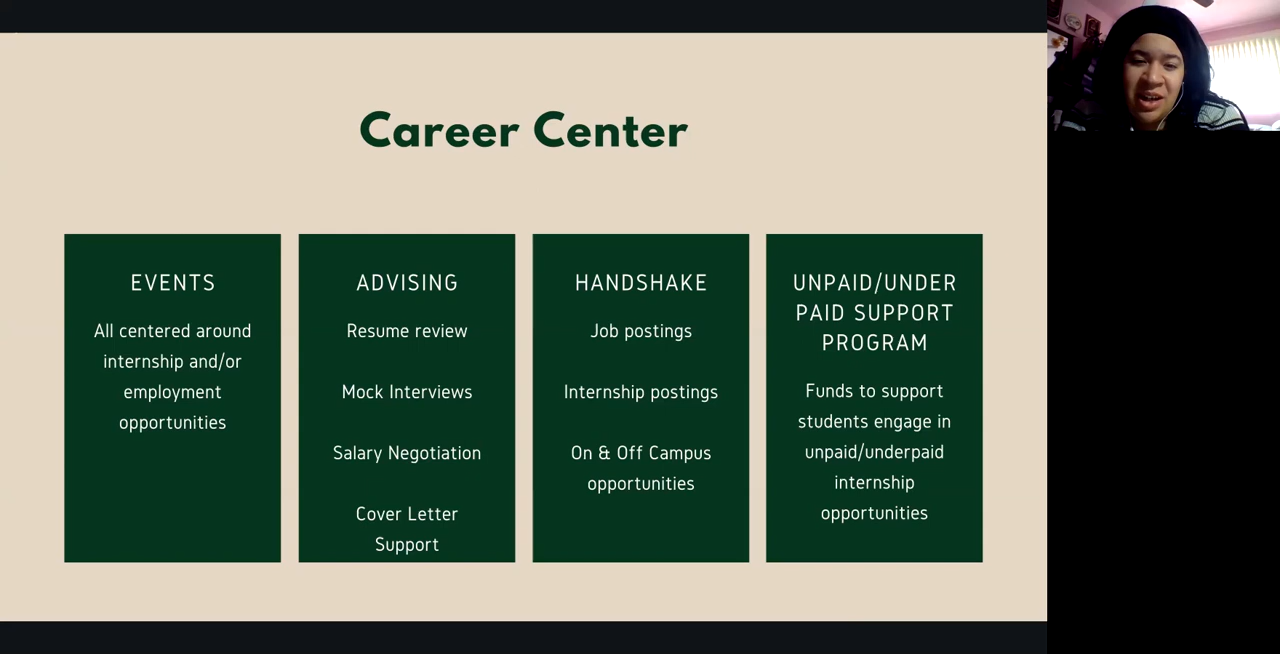 Career Center
EVENTS
All centered around
internship and/or
employment
opportunities
ADVISING
Resume review
Mock Interviews
Salary Negotiation
Cover Letter
Support
HANDSHAKE
Job postings
Internship postings
On & Off Campus
opportunities
UNPAID/UNDER
PAID SUPPORT
PROGRAM
Funds to support
students engage in
unpaid/underpaid
internship
opportunities